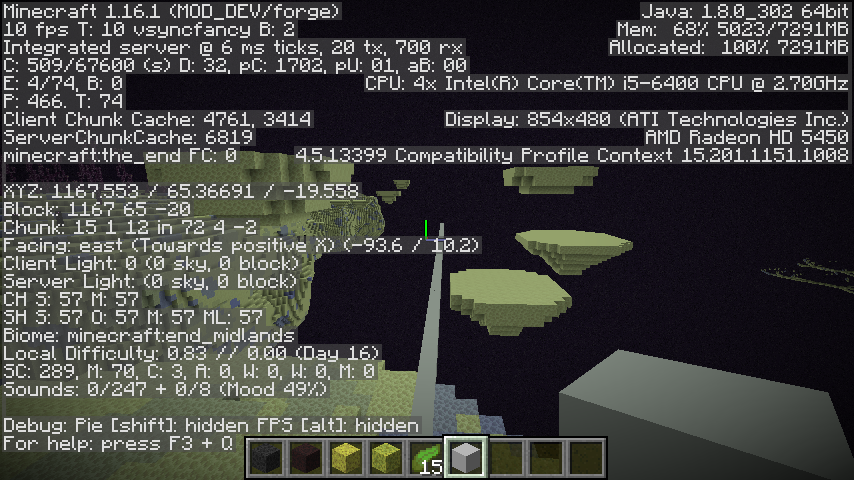 Minecraft 1.16.1 (MOD_DEV/forge)
10 fps T: 10 vsyncfancy B: 2
Integrated server @ 6 ms ticks, 20 tx, 700 rx
C: 509/67600 (s) D: 32, pC: 1702, pU: 01, aB: 00
E: 4/74, B: 0
P: 466. T: 74
Client Chunk Cache: 4761, 3414
ServerChunkCache: 6819
minecraft:the_end FC: 0
XYZ: 1167.553 / 65.36691 / -19.558
Block: 1167 65 -20
Chunk: 15 1 12 in 72 4 -2
Facing: east (Towards positive X) (-93.6 / 10.2)
Client Light: 0 (0 sky, 0 block)
Server Light: (0 sky, 0 block)
CH S: 57 M: 57
SH S: 57 O: 57 M: 57 ML: 57
Biome: minecraft:end_midlands
Local Difficulty: 0.83 // 0.00 (Day 16)
SC: 289, M: 70, C: 3, A: 0, W: 0, W: 0, M: 0
Sounds: 0/247 + 0/8 (Mood 49%)
Debug: Pie [shift]: hidden FPS [alt]: hidden
For help: press F3 + Q
Java: 1.8.0_302 64bit
Mem: 68% 5023/7291MB
Allocated: 100% 7291MB
CPU: 4x Intel(R) Core(TM) i5-6400 CPU @ 2.70GHz
Display: 854x480 (ATI Technologies Inc.)
AMD Radeon HD 5450
4.5.13399 Compatibility Profile Context 15.201.1151.1008
15